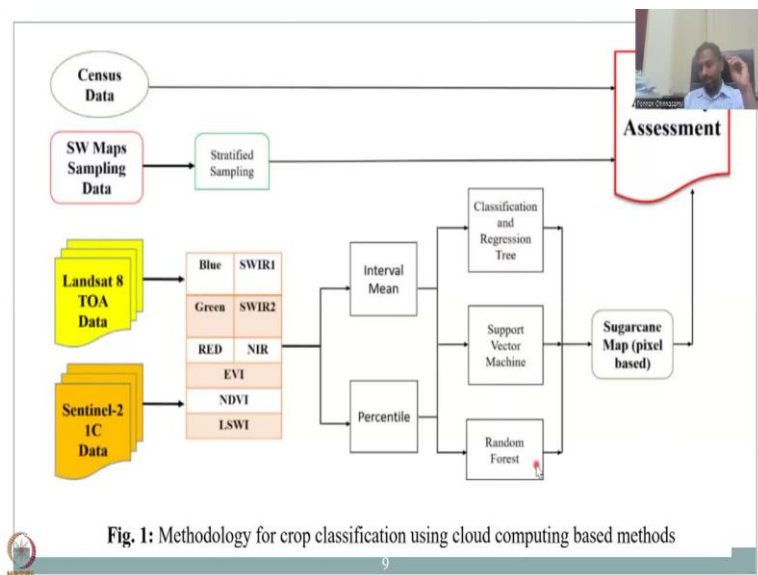 Census
Data
SW Maps
Sampling
Data
Stratified
Sampling
Assessment
Landsat 8
TOA
Data
Sentinel-2
1C
Data
Blue SWIR1
Green SWIR2
RED NIR
EVI
NDVI
LSWI
Interval
Mean
Percentile
Classification
and
Regression
Tree
Support
Vector
Machine
Random
Forest
Sugarcane
Map (pixel
based)
Fig. 1: Methodology for crop classification using cloud computing based methods
9